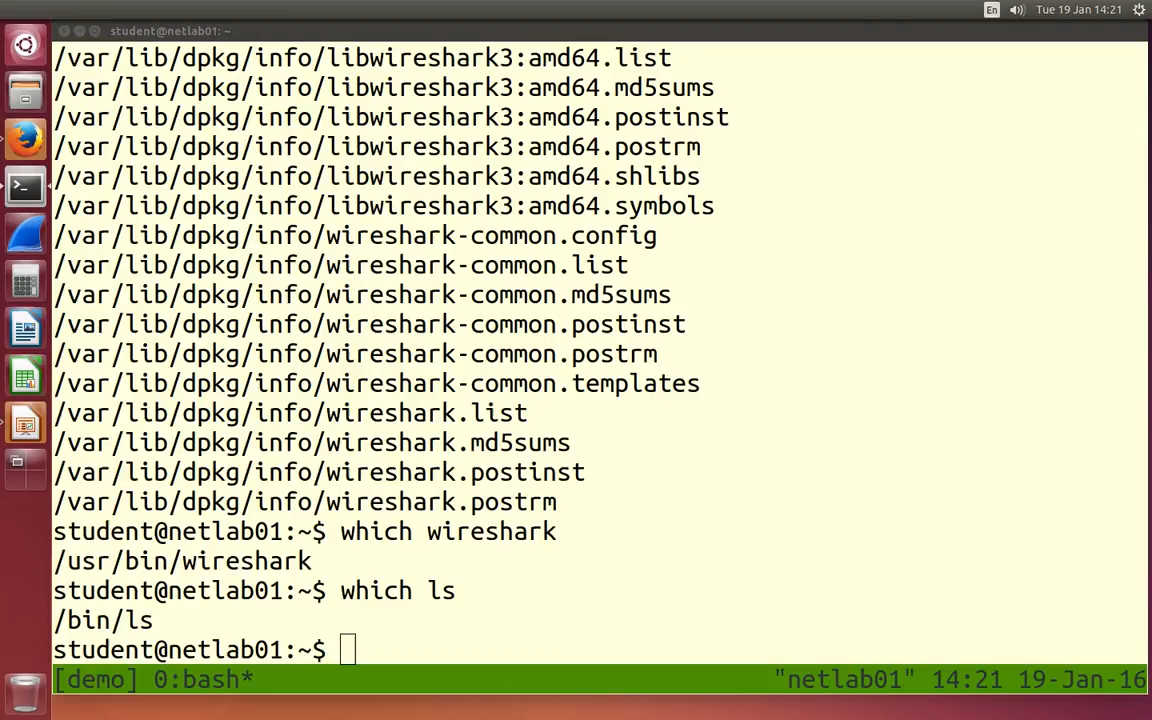 En
Tue 19 Jan 14:21
student@netlab01: ~
/var/lib/dpkg/info/libwireshark3:amd64.list
/var/lib/dpkg/info/libwireshark3:amd64.md5sums
/var/lib/dpkg/info/libwireshark3:amd64.postinst
/var/lib/dpkg/info/libwireshark3:amd64.postrm
/var/lib/dpkg/info/libwireshark3:amd64.shlibs
/var/lib/dpkg/info/libwireshark3:amd64.symbols
/var/lib/dpkg/info/wireshark-common.config
/var/lib/dpkg/info/wireshark-common.list
/var/lib/dpkg/info/wireshark-common.md5sums
/var/lib/dpkg/info/wireshark-common.postinst
/var/lib/dpkg/info/wireshark-common.postrm
/var/lib/dpkg/info/wireshark-common.templates
/var/lib/dpkg/info/wireshark.list
/var/lib/dpkg/info/wireshark.md5sums
/var/lib/dpkg/info/wireshark.postinst
/var/lib/dpkg/info/wireshark.postrm
student@netlab01:~$ which wireshark
/usr/bin/wireshark
student@netlab01:~$ which ls
/bin/ls
student@netlab01:~$
[demo] 0:bash* "netlab01" 14:21 19-Jan-16